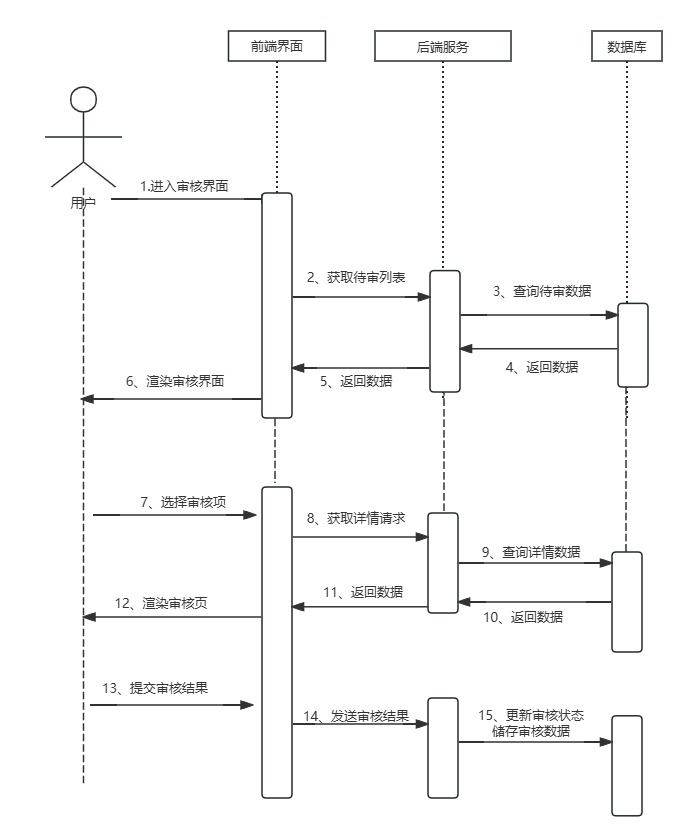 前端界面
后端服务
数据库
用户
1.进入审核界面
2、获取待审列表
3、查询待审数据
4、返回数据
5、返回数据
6、渲染审核界面
7、选择审核项
8、获取详情请求
9、查询详情数据
10、返回数据
11、返回数据
12、渲染审核页
13、提交审核结果
14、发送审核结果
15、更新审核状态
储存审核数据